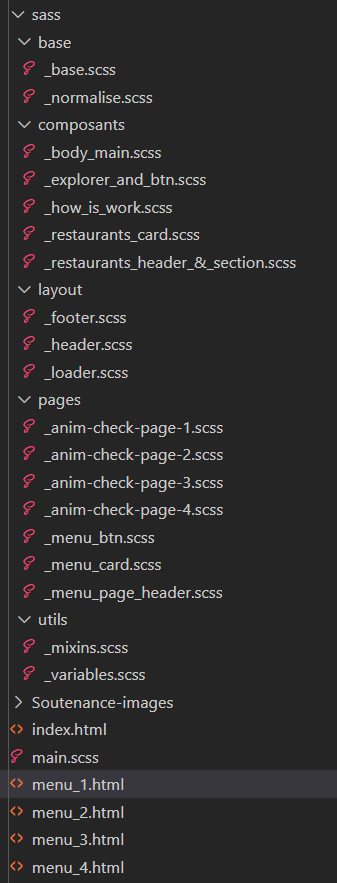 sass
base
_base.scss
_normalise.scss
composants
_body_main.scss
_explorer_and_btn.scss
_how_is_work.scss
_restaurants_card.scss
_restaurants_header_&_section.scss
layout
_footer.scss
_header.scss
_loader.scss
pages
_anim-check-page-1.scss
_anim-check-page-2.scss
_anim-check-page-3.scss
_anim-check-page-4.scss
_menu_btn.scss
_menu_card.scss
_menu_page_header.scss
utils
_mixins.scss
_variables.scss
Soutenance-images
index.html
main.scss
menu_1.html
menu_2.html
menu_3.html
menu_4.html